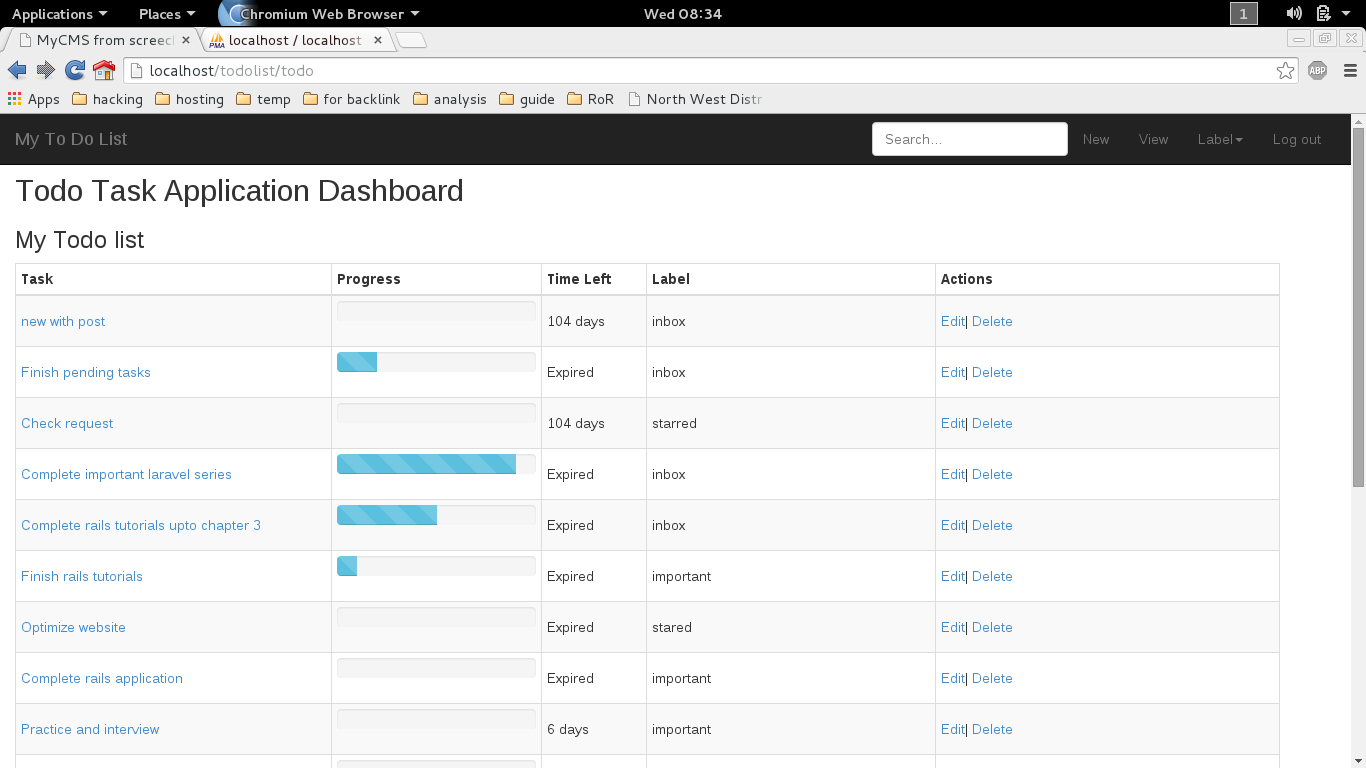 Applications Places Chromium Web Browser Wed 08:34 1
MyCMS from screec localhost / localhost
localhost/todolist/todo ABP
Apps hacking hosting temp for backlink analysis guide RoR North West Distr
My To Do List Search... New View Label Log out
Todo Task Application Dashboard
My Todo list
Task Progress Time Left Label Actions
new with post 104 days inbox Edit| Delete
Finish pending tasks Expired inbox Edit| Delete
Check request 104 days starred Edit| Delete
Complete important laravel series Expired inbox Edit| Delete
Complete rails tutorials upto chapter 3 Expired inbox Edit| Delete
Finish rails tutorials Expired important Edit| Delete
Optimize website Expired stared Edit| Delete
Complete rails application Expired important Edit| Delete
Practice and interview 6 days important Edit| Delete